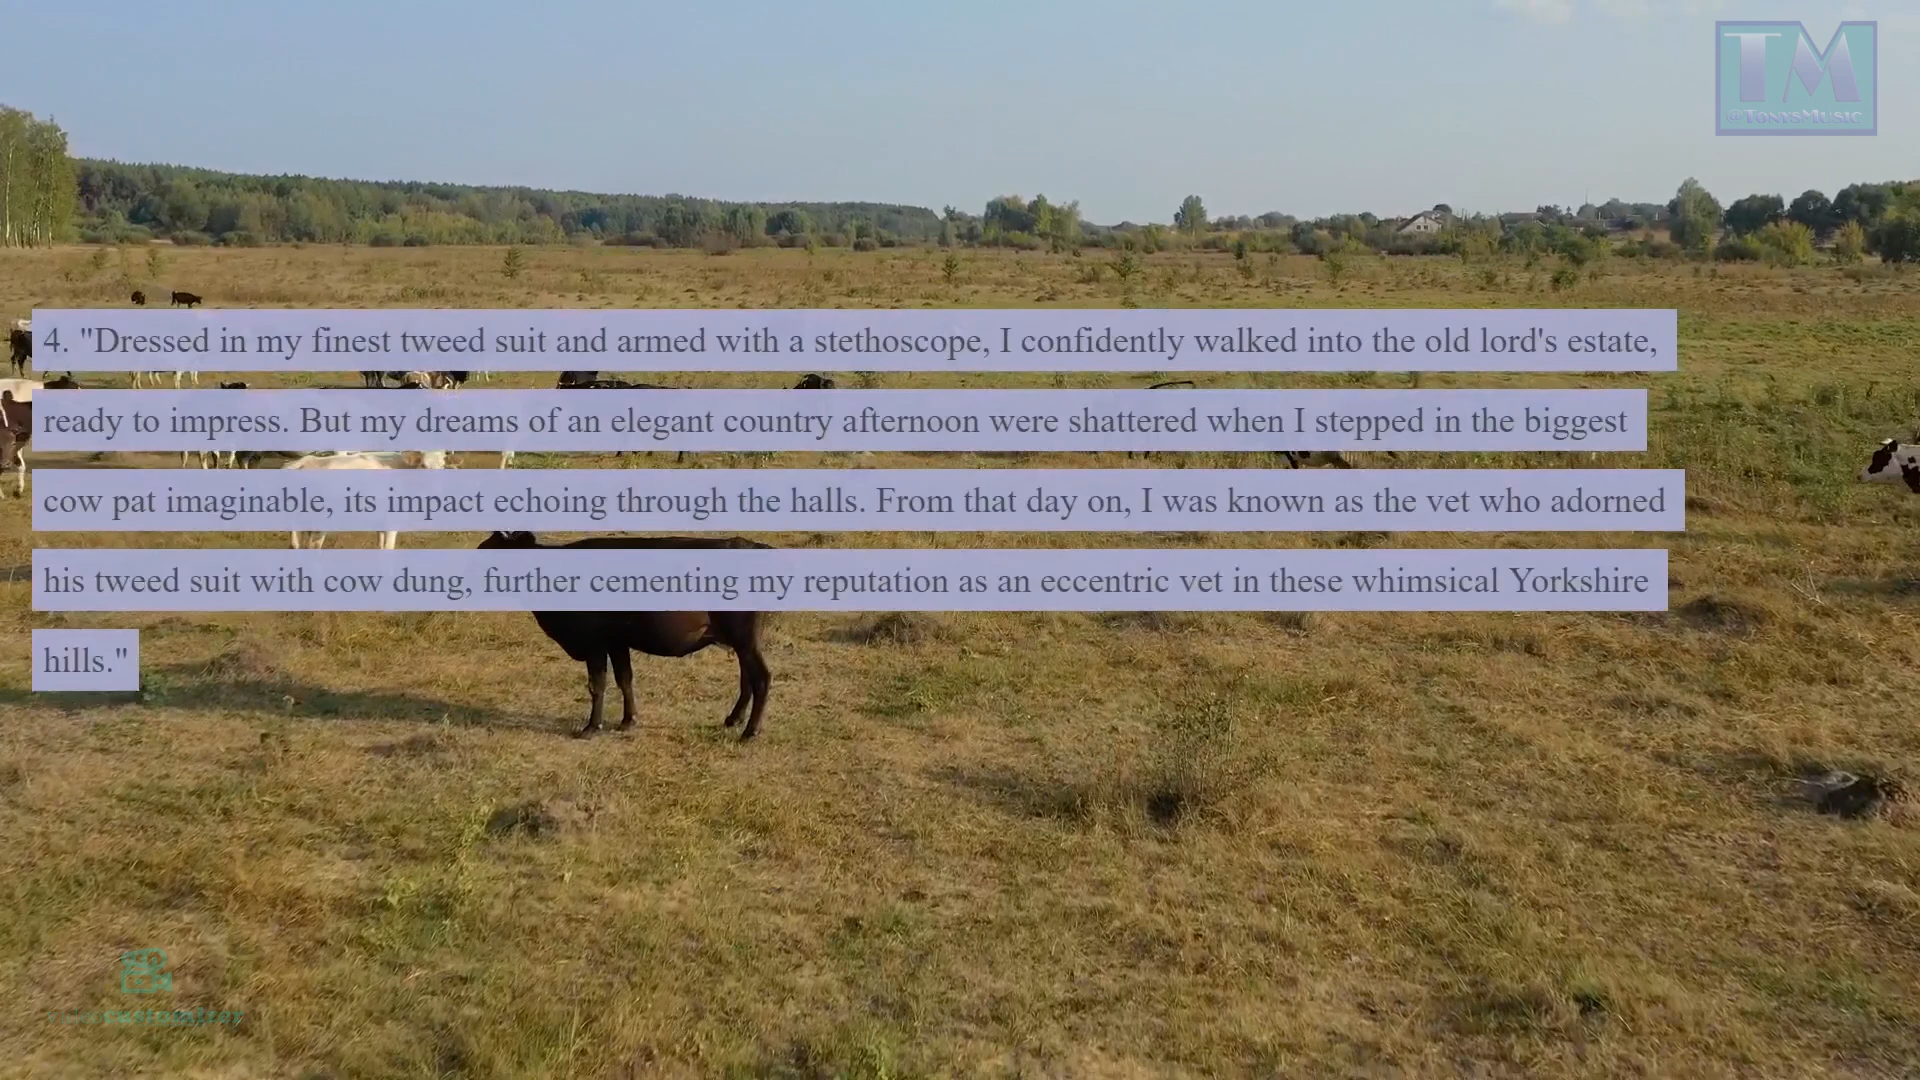 TM
@TonysMusic
4. "Dressed in my finest tweed suit and armed with a stethoscope, I confidently walked into the old lord's estate,
ready to impress. But my dreams of an elegant country afternoon were shattered when I stepped in the biggest
cow pat imaginable, its impact echoing through the halls. From that day on, I was known as the vet who adorned
his tweed suit with cow dung, further cementing my reputation as an eccentric vet in these whimsical Yorkshire
hills."
videocustomizer